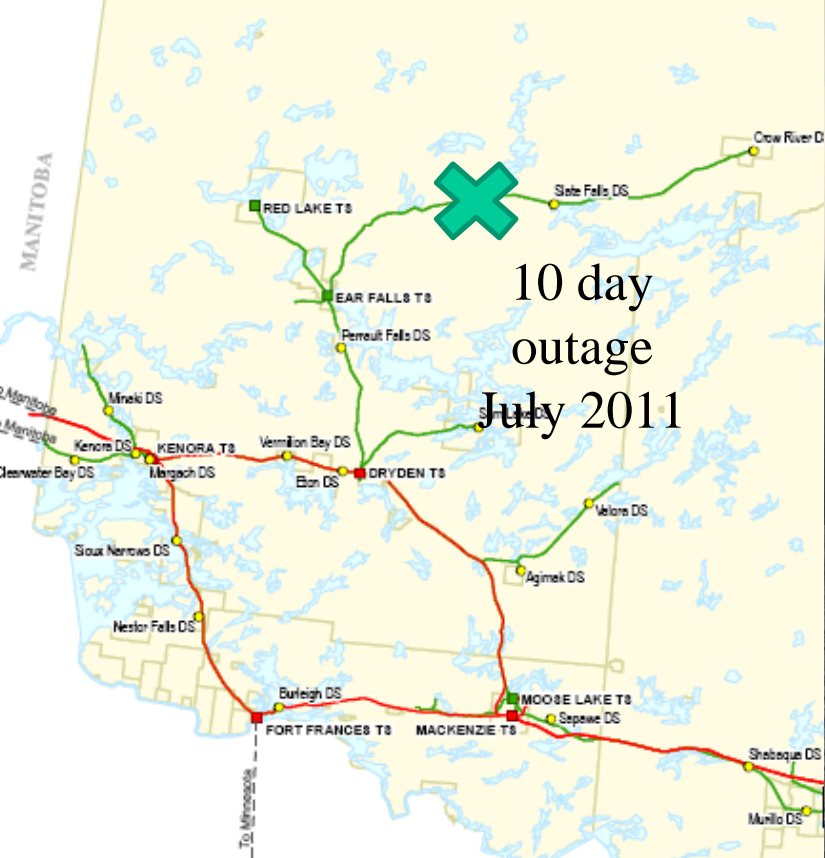 Crow River D
MANITOBA
Slate Falls DS
RED LAKE TS
10 day
outage
July 2011
EAR FALLS TS
Perrault Falls DS
Minaki DS
Manitoba
Manitoba
Kenora DS
KENORA TS
Vermilion Bay DS
Clearwater Bay DS
Margach DS
Eton DS
DRYDEN TS
Valora DS
Sioux Narrows DS
Agimak DS
Nestor Falls DS
Burleigh DS
MOOSE LAKE TS
Sapawe DS
FORT FRANCES TS
MACKENZIE TS
Shabaqua DS
To Minnesota
Murillo DS